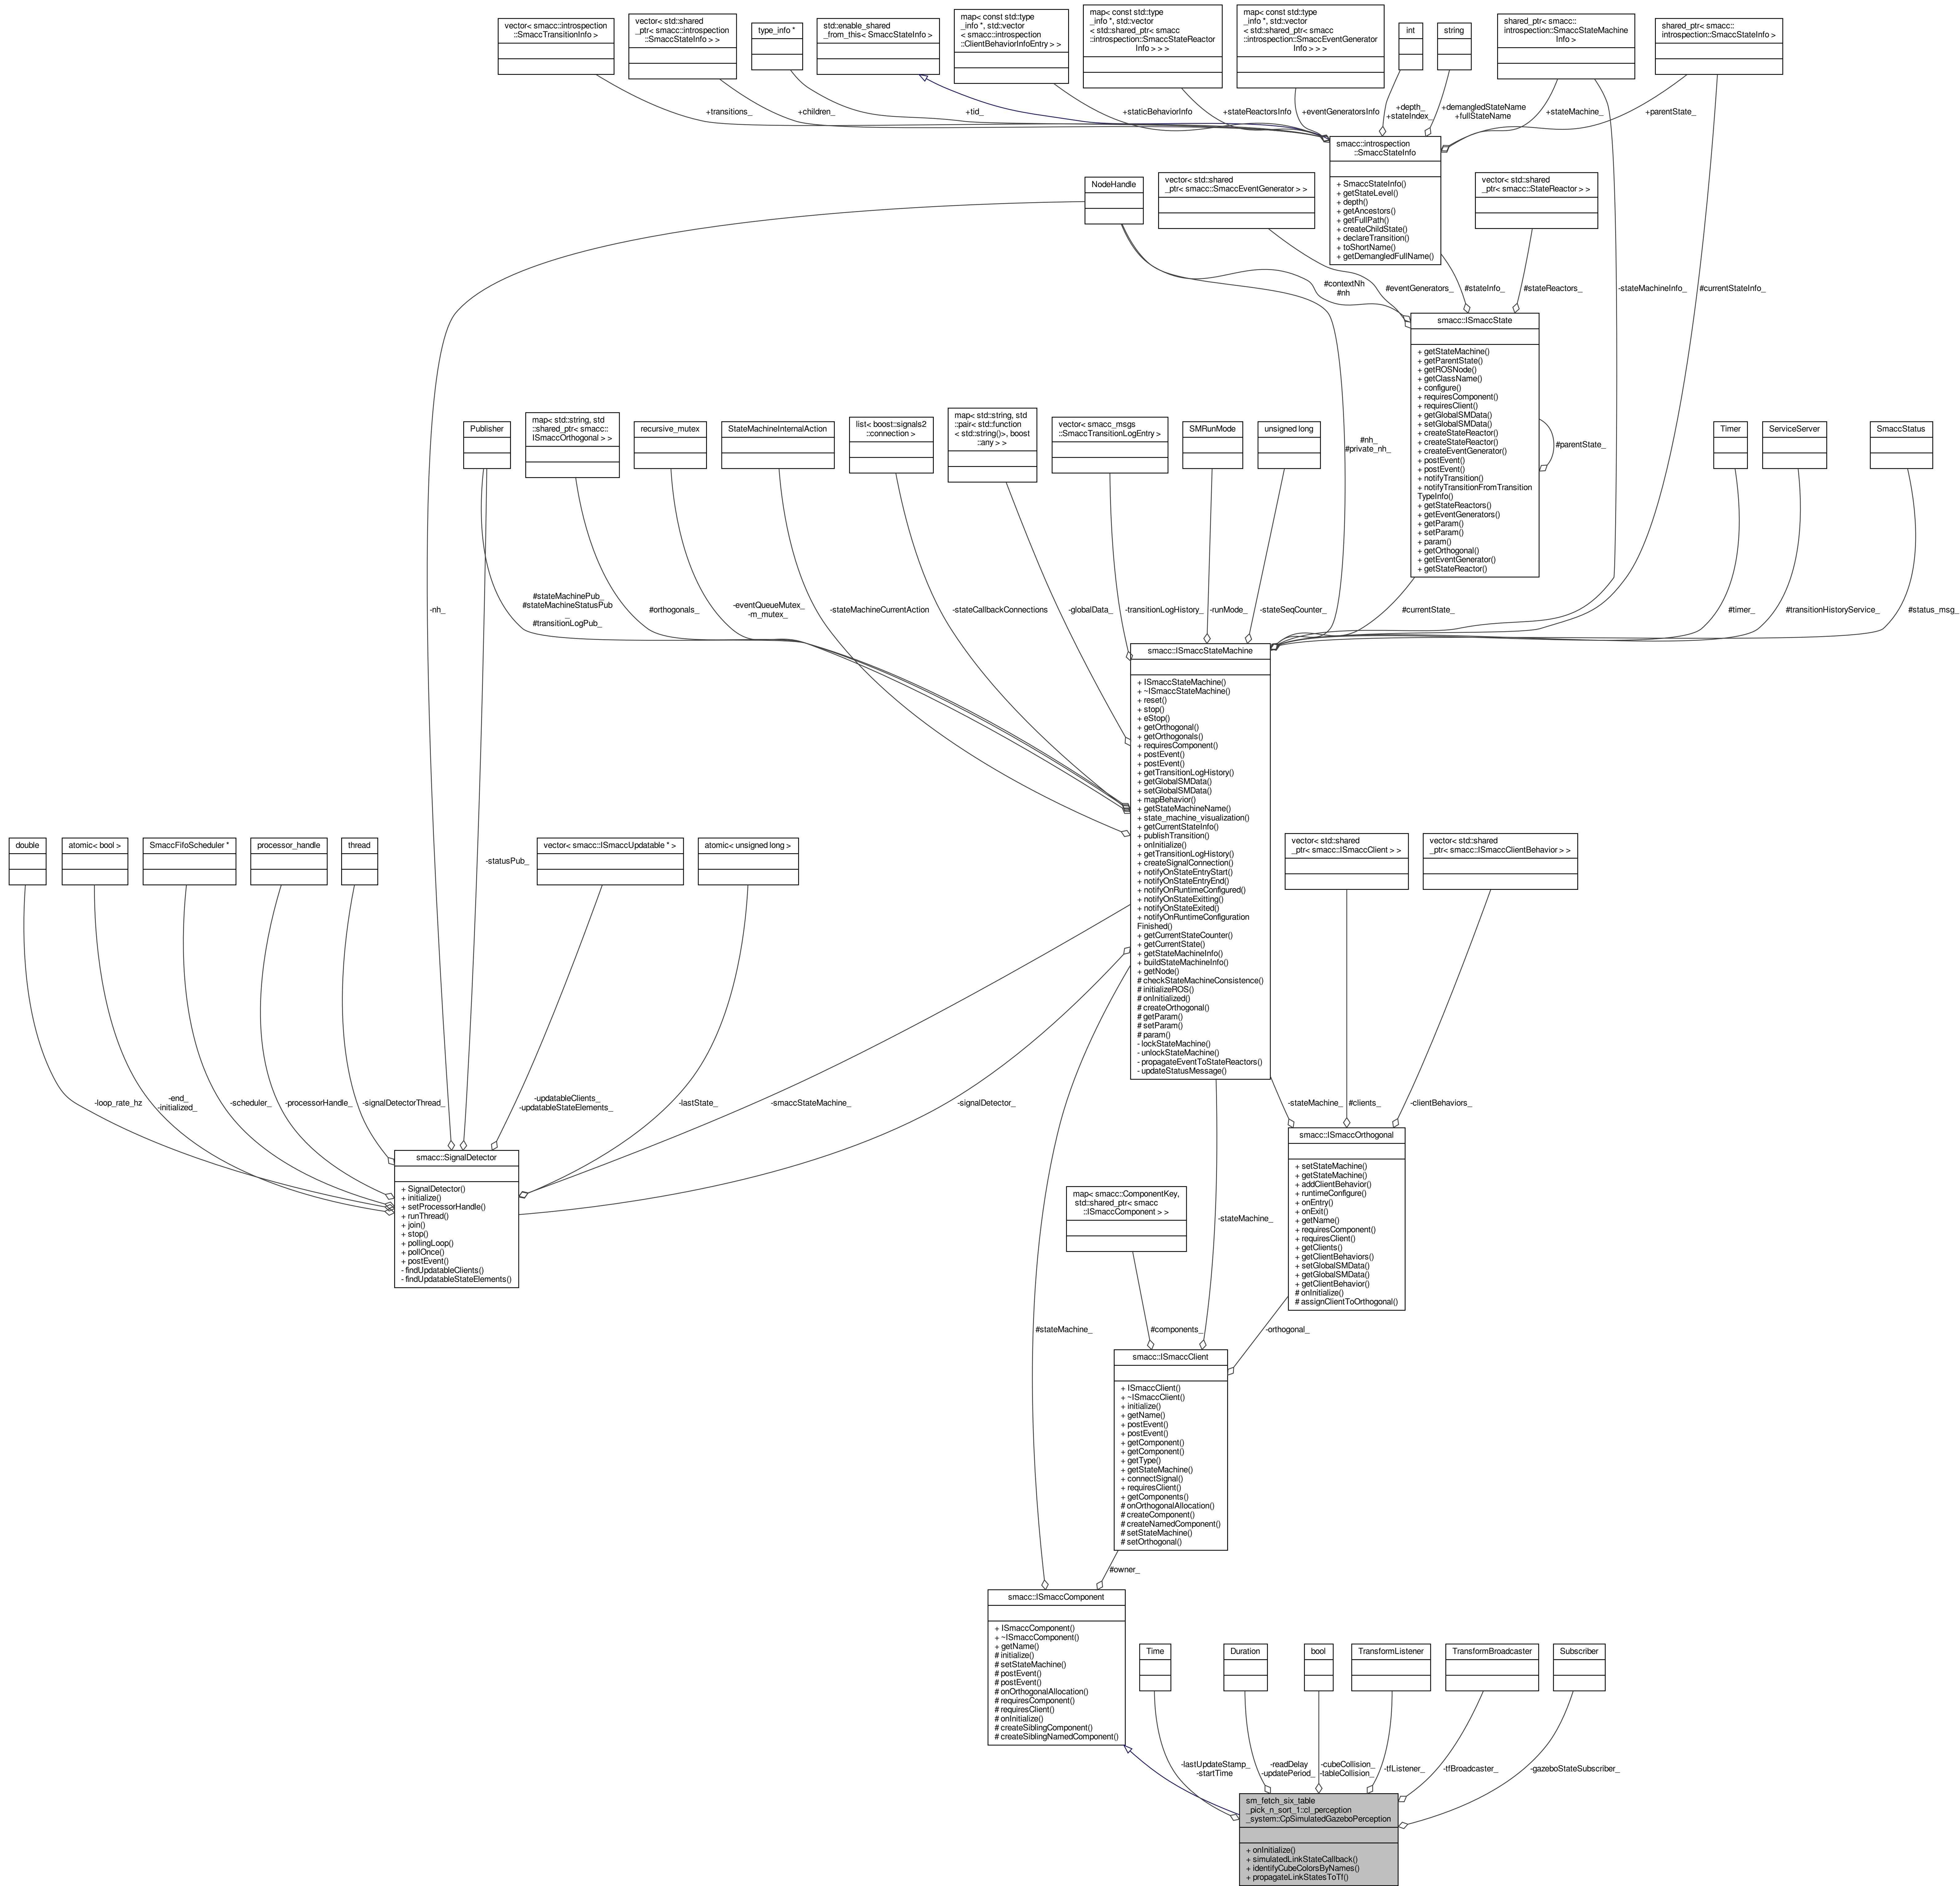 vector< smacc::introspection
::SmaccTransitionInfo >
vector< std::shared
_ptr< smacc::introspection
::SmaccStateInfo > >
type_info *
std::enable_shared
_from_this< SmaccStateInfo >
map< const std::type
_info *, std::vector
< smacc::introspection
::ClientBehaviorInfoEntry > >
map< const std::type
_info *, std::vector
< std::shared_ptr< smacc
::introspection::SmaccStateReactor
Info > > >
map< const std::type
_info *, std::vector
< std::shared_ptr< smacc
::introspection::SmaccEventGenerator
Info > > >
int
string
shared_ptr< smacc::
introspection::SmaccStateMachine
Info >
shared_ptr< smacc::
introspection::SmaccStateInfo >
+transitions_
+children_
+tid_
+staticBehaviorInfo
+stateReactorsInfo
+eventGeneratorsInfo
+depth_
+stateIndex_
+demangledStateName
+fullStateName
+stateMachine_
+parentState_
smacc::introspection
::SmaccStateInfo
+ SmaccStateInfo()
+ getStateLevel()
+ depth()
+ getAncestors()
+ getFullPath()
+ createChildState()
+ declareTransition()
+ toShortName()
+ getDemangledFullName()
NodeHandle
vector< std::shared
_ptr< smacc::SmaccEventGenerator > >
vector< std::shared
_ptr< smacc::StateReactor > >
#contextNh
#nh
#eventGenerators_
#stateInfo_
#stateReactors_
-stateMachineInfo_
#currentStateInfo_
smacc::ISmaccState
+ getStateMachine()
+ getParentState()
+ getROSNode()
+ getClassName()
+ configure()
+ requiresComponent()
+ requiresClient()
+ getGlobalSMData()
+ setGlobalSMData()
+ createStateReactor()
+ createStateReactor()
+ createEventGenerator()
+ postEvent()
+ postEvent()
+ notifyTransition()
+ notifyTransitionFromTransition
TypeInfo()
+ getStateReactors()
+ getEventGenerators()
+ getParam()
+ setParam()
+ param()
+ getOrthogonal()
+ getEventGenerator()
+ getStateReactor()
#parentState_
Publisher
map< std::string, std
::shared_ptr< smacc::
ISmaccOrthogonal > >
recursive_mutex
StateMachineInternalAction
list< boost::signals2
::connection >
map< std::string, std
::pair< std::function
< std::string()>, boost
::any > >
vector< smacc_msgs
::SmaccTransitionLogEntry >
SMRunMode
unsigned long
#nh_
#private_nh_
Timer
ServiceServer
SmaccStatus
-nh_
#stateMachinePub_
#stateMachineStatusPub
_
#transitionLogPub_
#orthogonals_
-eventQueueMutex_
-m_mutex_
-stateMachineCurrentAction
-stateCallbackConnections
-globalData_
-transitionLogHistory_
-runMode_
-stateSeqCounter_
#currentState_
#timer_
#transitionHistoryService_
#status_msg_
smacc::ISmaccStateMachine
+ ISmaccStateMachine()
+ ~ISmaccStateMachine()
+ reset()
+ stop()
+ eStop()
+ getOrthogonal()
+ getOrthogonals()
+ requiresComponent()
+ postEvent()
+ postEvent()
+ getTransitionLogHistory()
+ getGlobalSMData()
+ setGlobalSMData()
+ mapBehavior()
+ getStateMachineName()
+ state_machine_visualization()
+ getCurrentStateInfo()
+ publishTransition()
+ onInitialize()
+ getTransitionLogHistory()
+ createSignalConnection()
+ notifyOnStateEntryStart()
+ notifyOnStateEntryEnd()
+ notifyOnRuntimeConfigured()
+ notifyOnStateExitting()
+ notifyOnStateExited()
+ notifyOnRuntimeConfiguration
Finished()
+ getCurrentStateCounter()
+ getCurrentState()
+ getStateMachineInfo()
+ buildStateMachineInfo()
+ getNode()
# checkStateMachineConsistence()
# initializeROS()
# onInitialized()
# createOrthogonal()
# getParam()
# setParam()
# param()
- lockStateMachine()
- unlockStateMachine()
- propagateEventToStateReactors()
- updateStatusMessage()
double
atomic< bool >
SmaccFifoScheduler *
processor_handle
thread
-statusPub_
vector< smacc::ISmaccUpdatable * >
atomic< unsigned long >
vector< std::shared
_ptr< smacc::ISmaccClient > >
vector< std::shared
_ptr< smacc::ISmaccClientBehavior > >
-loop_rate_hz
-end_
-initialized_
-scheduler_
-processorHandle_
-signalDetectorThread_
-updatableClients_
-updatableStateElements_
-lastState_
-smaccStateMachine_
-signalDetector_
-stateMachine_
#clients_
-clientBehaviors_
smacc::SignalDetector
+ SignalDetector()
+ initialize()
+ setProcessorHandle()
+ runThread()
+ join()
+ stop()
+ pollingLoop()
+ pollOnce()
+ postEvent()
- findUpdatableClients()
- findUpdatableStateElements()
smacc::ISmaccOrthogonal
+ setStateMachine()
+ getStateMachine()
+ addClientBehavior()
+ runtimeConfigure()
+ onEntry()
+ onExit()
+ getName()
+ requiresComponent()
+ requiresClient()
+ getClients()
+ getClientBehaviors()
+ setGlobalSMData()
+ getGlobalSMData()
+ getClientBehavior()
# onInitialize()
# assignClientToOrthogonal()
map< smacc::ComponentKey,
std::shared_ptr< smacc
::ISmaccComponent > >
-stateMachine_
#stateMachine_
#components_
-orthogonal_
smacc::ISmaccClient
+ ISmaccClient()
+ ~ISmaccClient()
+ initialize()
+ getName()
+ postEvent()
+ postEvent()
+ getComponent()
+ getComponent()
+ getType()
+ getStateMachine()
+ connectSignal()
+ requiresClient()
+ getComponents()
# onOrthogonalAllocation()
# createComponent()
# createNamedComponent()
# setStateMachine()
# setOrthogonal()
#owner_
smacc::ISmaccComponent
+ ISmaccComponent()
+ ~ISmaccComponent()
+ getName()
# initialize()
# setStateMachine()
# postEvent()
# postEvent()
# onOrthogonalAllocation()
# requiresComponent()
# requiresClient()
# onInitialize()
# createSiblingComponent()
# createSiblingNamedComponent()
Time
Duration
bool
TransformListener
TransformBroadcaster
Subscriber
-lastUpdateStamp_
-startTime
-readDelay
-updatePeriod_
-cubeCollision_
-tableCollision_
-tfListener_
-tfBroadcaster_
-gazeboStateSubscriber_
sm_fetch_six_table
_pick_n_sort_1::cl_perception
_system::CpSimulatedGazeboPerception
+ onInitialize()
+ simulatedLinkStateCallback()
+ identifyCubeColorsByNames()
+ propagateLinkStatesToTf()